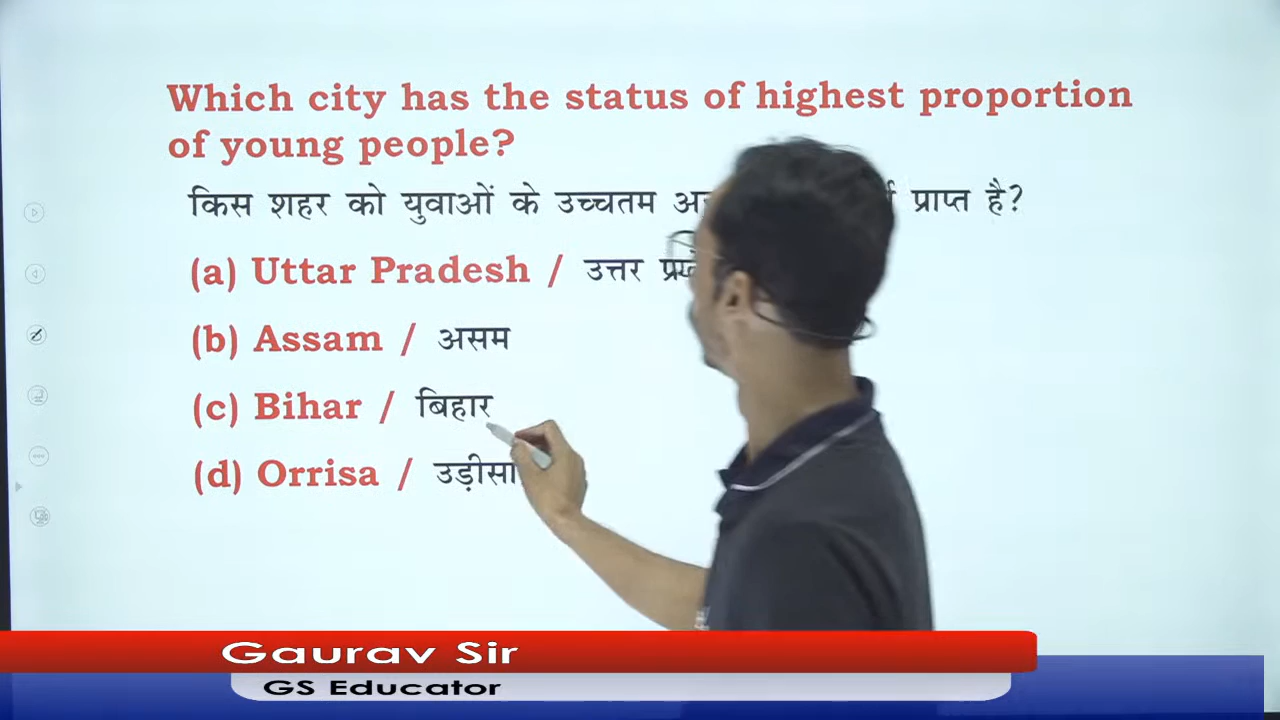 Which city has the status of highest proportion
of young people?
किस शहर को युवाओं के उच्चतम प्राप्त है?
(a) Uttar Pradesh / उत्तर
(b) Assam / असम
(c) Bihar / बिहार
(d) Orrisa / उड़ीसा
Gaurav Sir
GS Educator